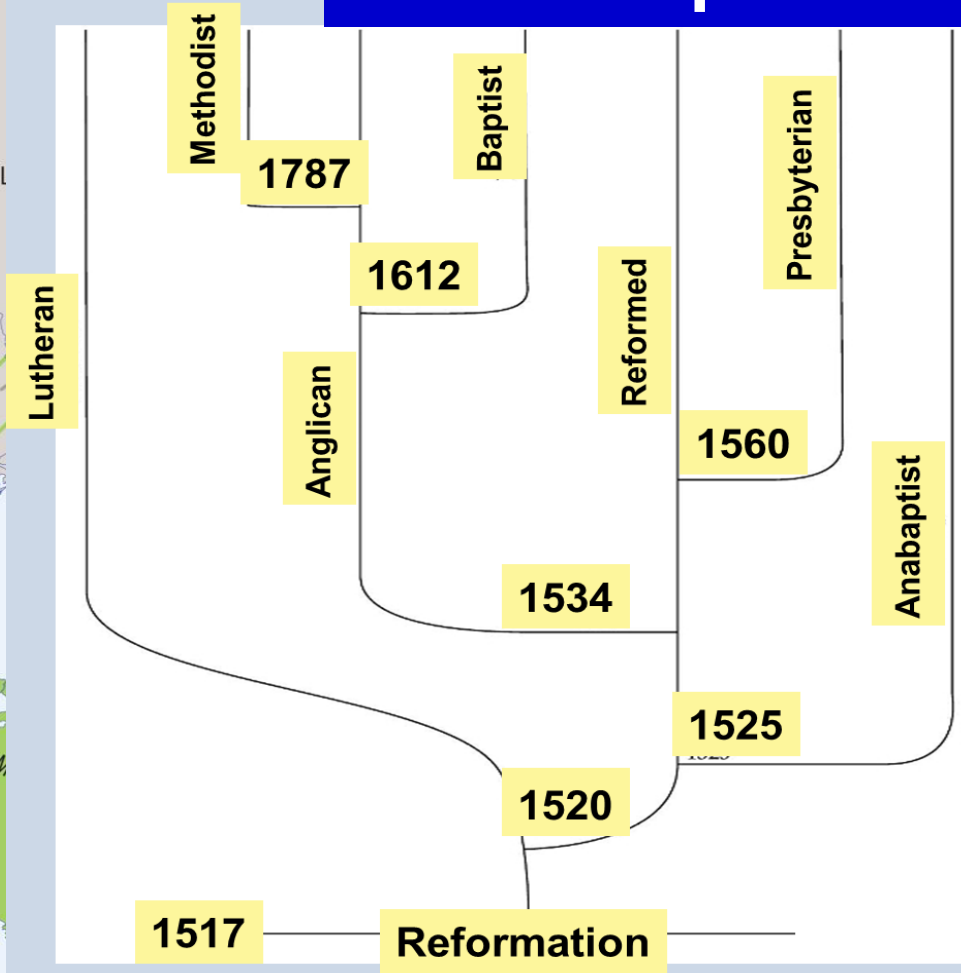 Methodist
Baptist
Presbyterian
1787
1612
Reformed
Lutheran
Anglican
1560
Anabaptist
1534
1525
1520
1517
Reformation